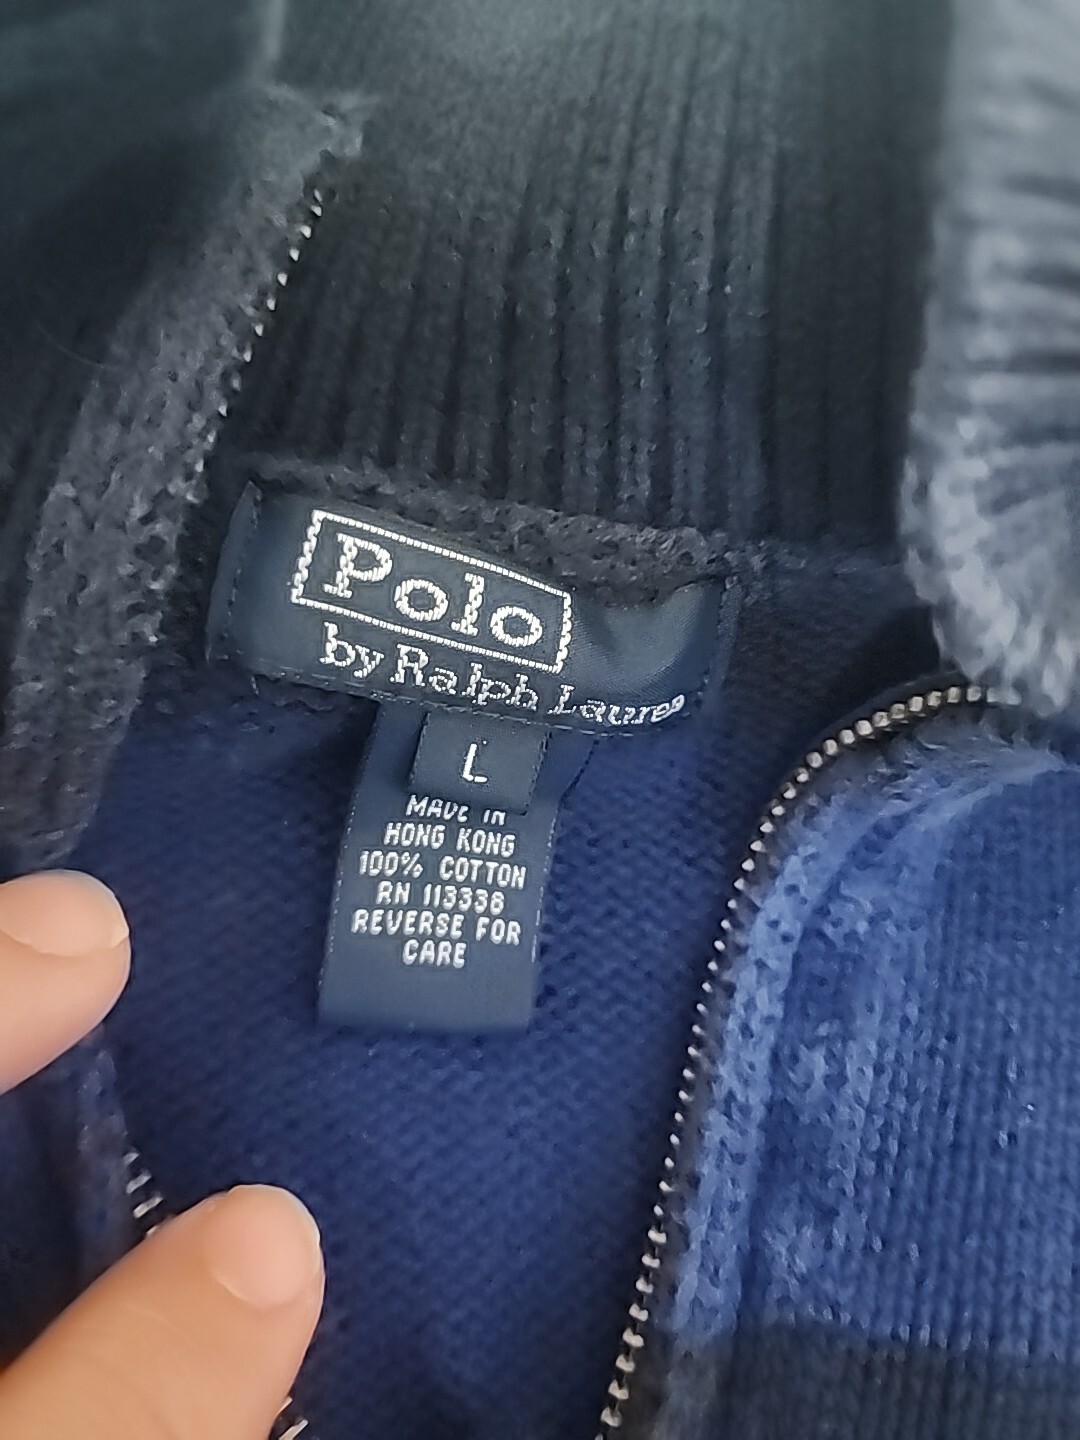 Polo
by Ralph Lauren
L
MADE IN
HONG KONG
100% COTTON
RN 113338
REVERSE FOR
CARE